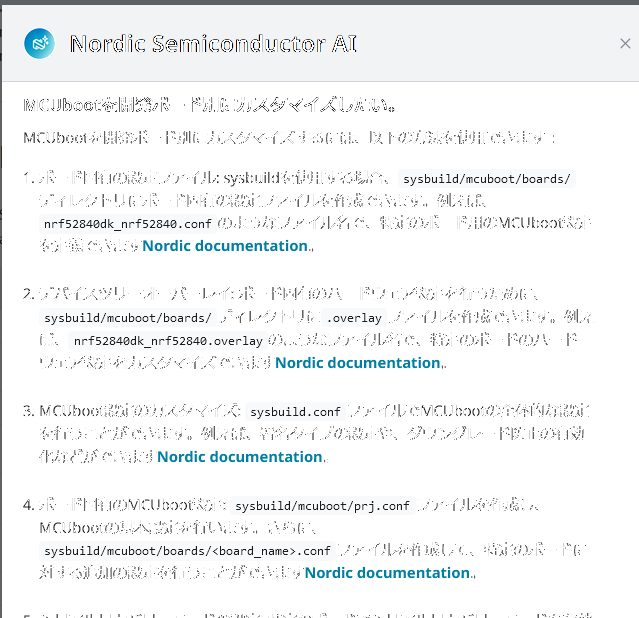 Nordic Semiconductor AI
MCUbootを開発ボード別にカスタマイズしたい。
MCUbootを開発ボード別にカスタマイズするには、以下の方法を使用できます:
1. ボード固有の設定ファイル: sysbuildを使用する場合、 sysbuild/mcuboot/boards/
ディレクトリにボード固有の設定ファイルを作成できます。例えば、
nrf52840dk_nrf52840.conf のようなファイル名で、特定のボード用のMCUboot設定
を定義できます Nordic documentation.,
2. デバイスツリーオーバーレイ: ボード固有のハードウェア設定を行うために、
sysbuild/mcuboot/boards/ ディレクトリに .overlay ファイルを作成できます。例え
ば、 nrf52840dk_nrf52840.overlay のようなファイル名で、特定のボードのハード
ウェア設定をカスタマイズできます Nordic documentation.,
3. MCUboot設定のカスタマイズ: sysbuild.conf ファイルでMCUbootの全体的な設定
を行うことができます。例えば、署名タイプの設定や、ダウングレード防止の有効
化などができます Nordic documentation.
4. ボード固有のMCUboot設定: sysbuild/mcuboot/prj.conf ファイルを作成し、
MCUbootの基本設定を行います。さらに、
sysbuild/mcuboot/boards/<board_name>.conf ファイルを作成して、特定のボードに
対する追加の設定を行うことができます Nordic documentation.,